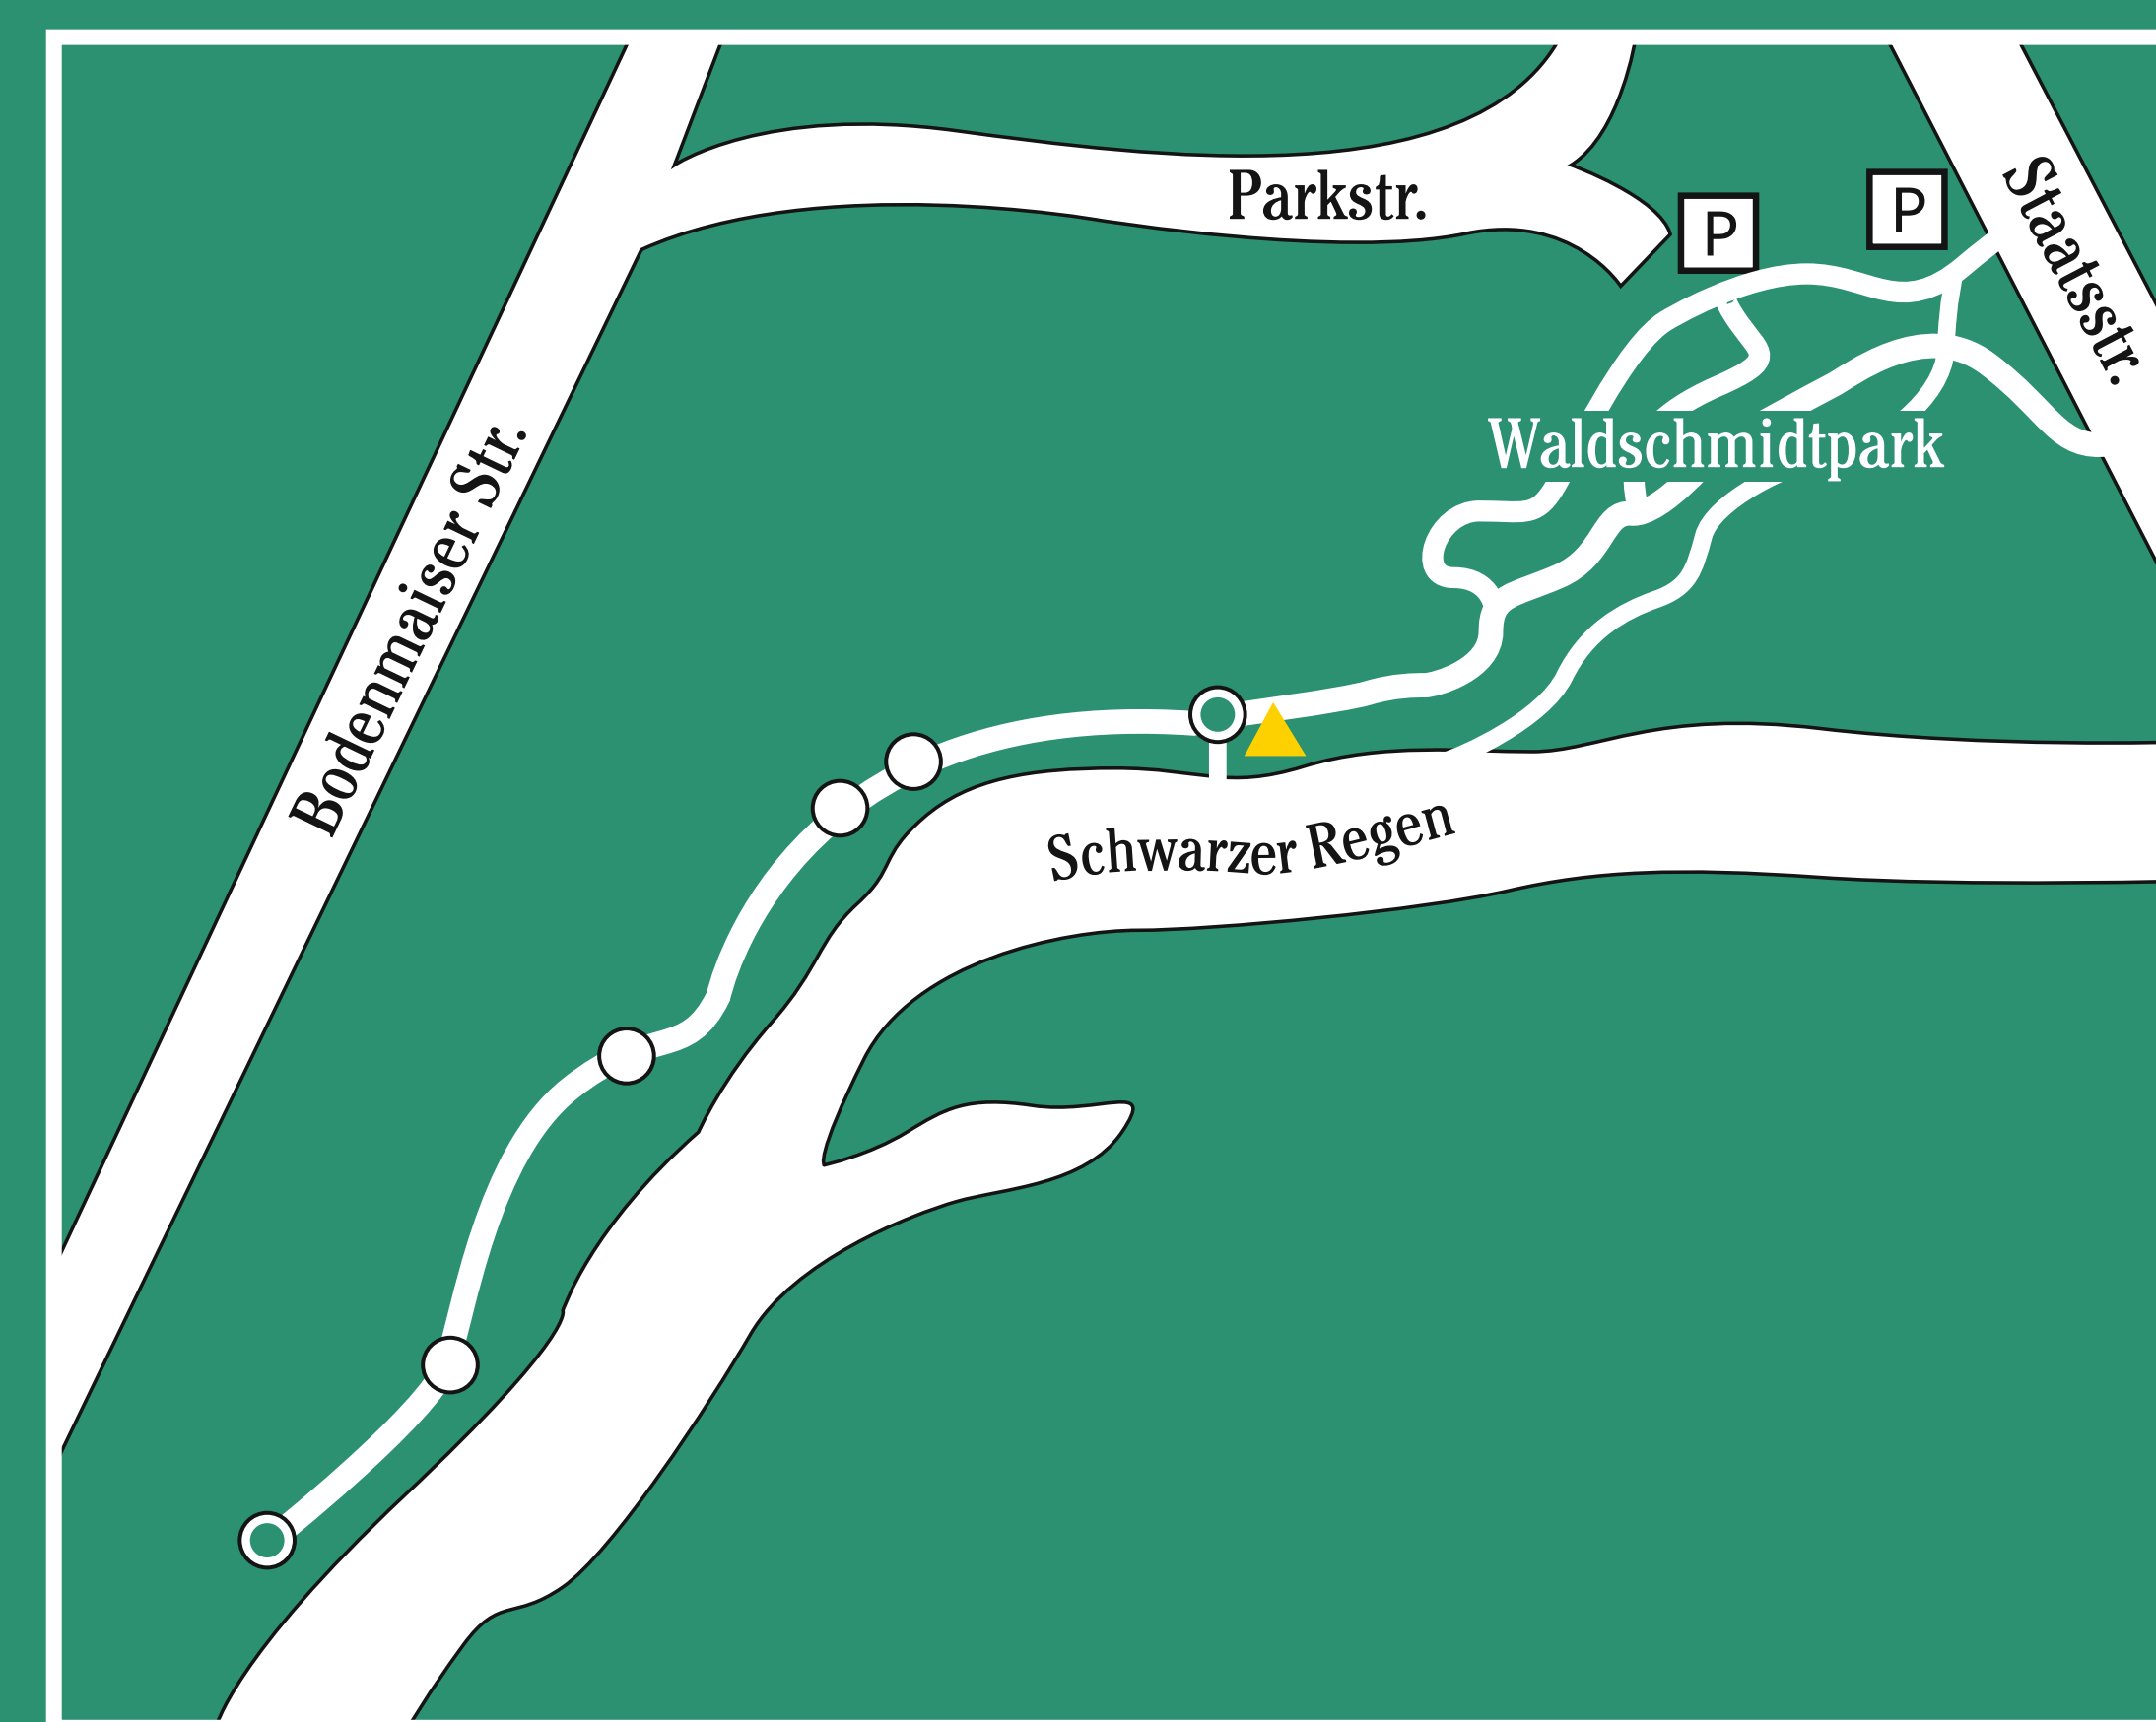 Parkstr.
P
P
Staatsstr.
Waldschmidtpark
Bodenmaiser Str.
Schwarzer Regen